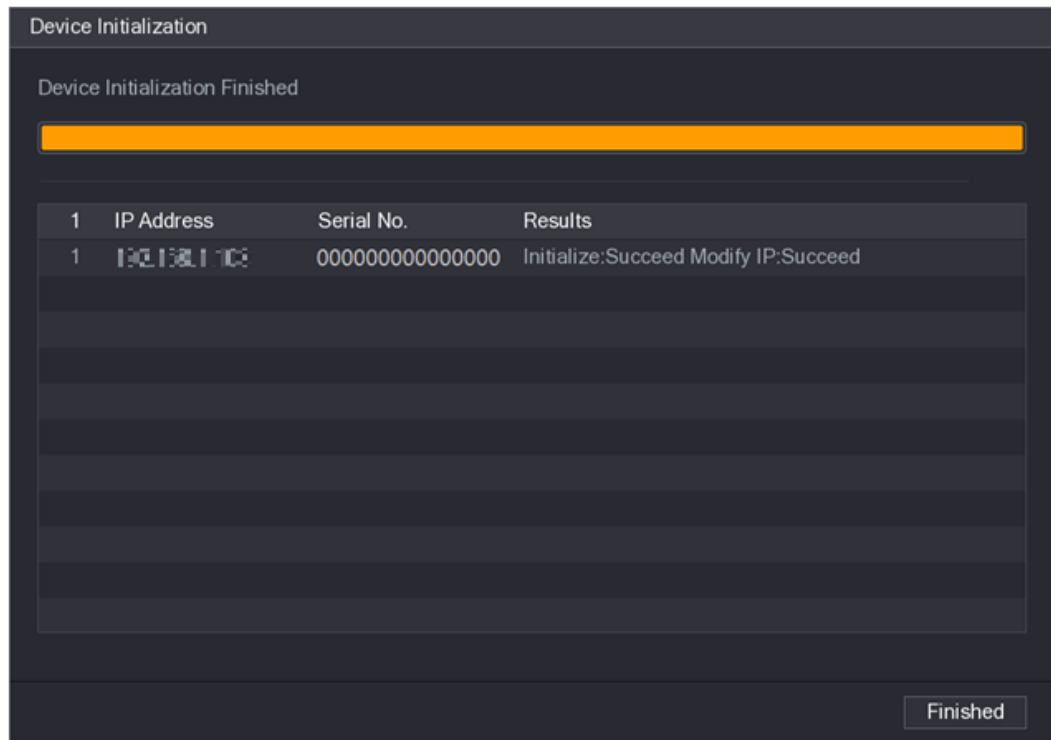 Device Initialization
Device Initialization Finished
1 IP Address Serial No. Results
1 000000000000000 Initialize:Succeed Modify IP:Succeed
Finished